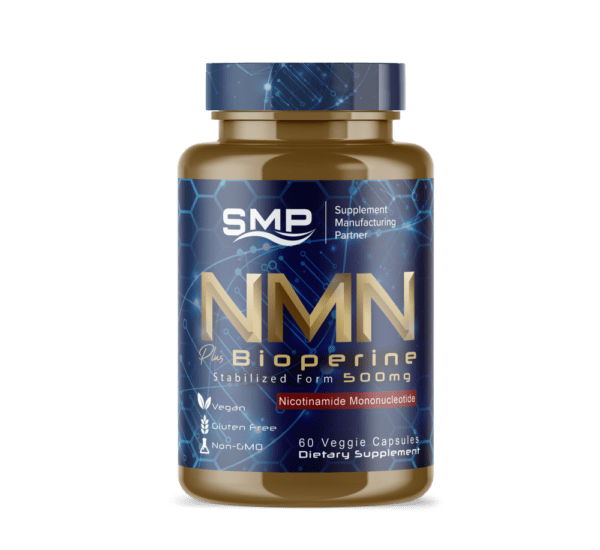 SMP
Supplement
Manufacturing
Partner
NMN
Plus Bioperine
Stabilized Form 500mg
Nicotinamide Mononucleotide
Vegan
Gluten Free
Non-GMO
60 Veggie Capsules
Dietary Supplement